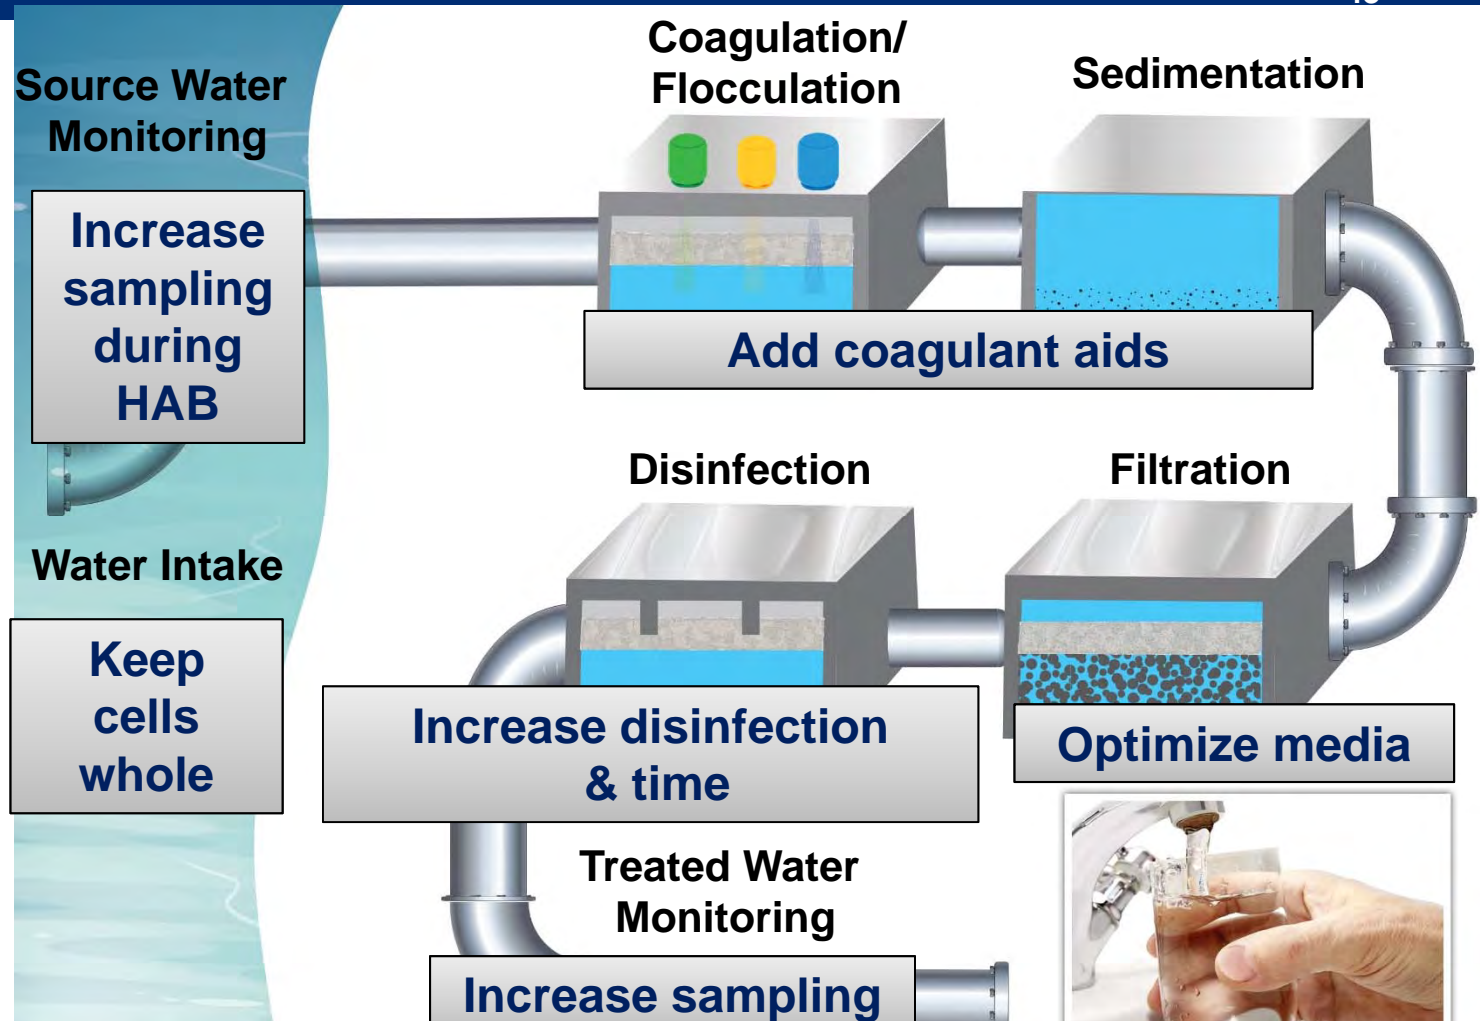 Source Water
Monitoring
Increase
sampling
during
HAB
Water Intake
Keep
cells
whole
Coagulation/
Flocculation
Sedimentation
Add coagulant aids
Disinfection
Filtration
Increase disinfection
& time
Optimize media
Treated Water
Monitoring
Increase sampling